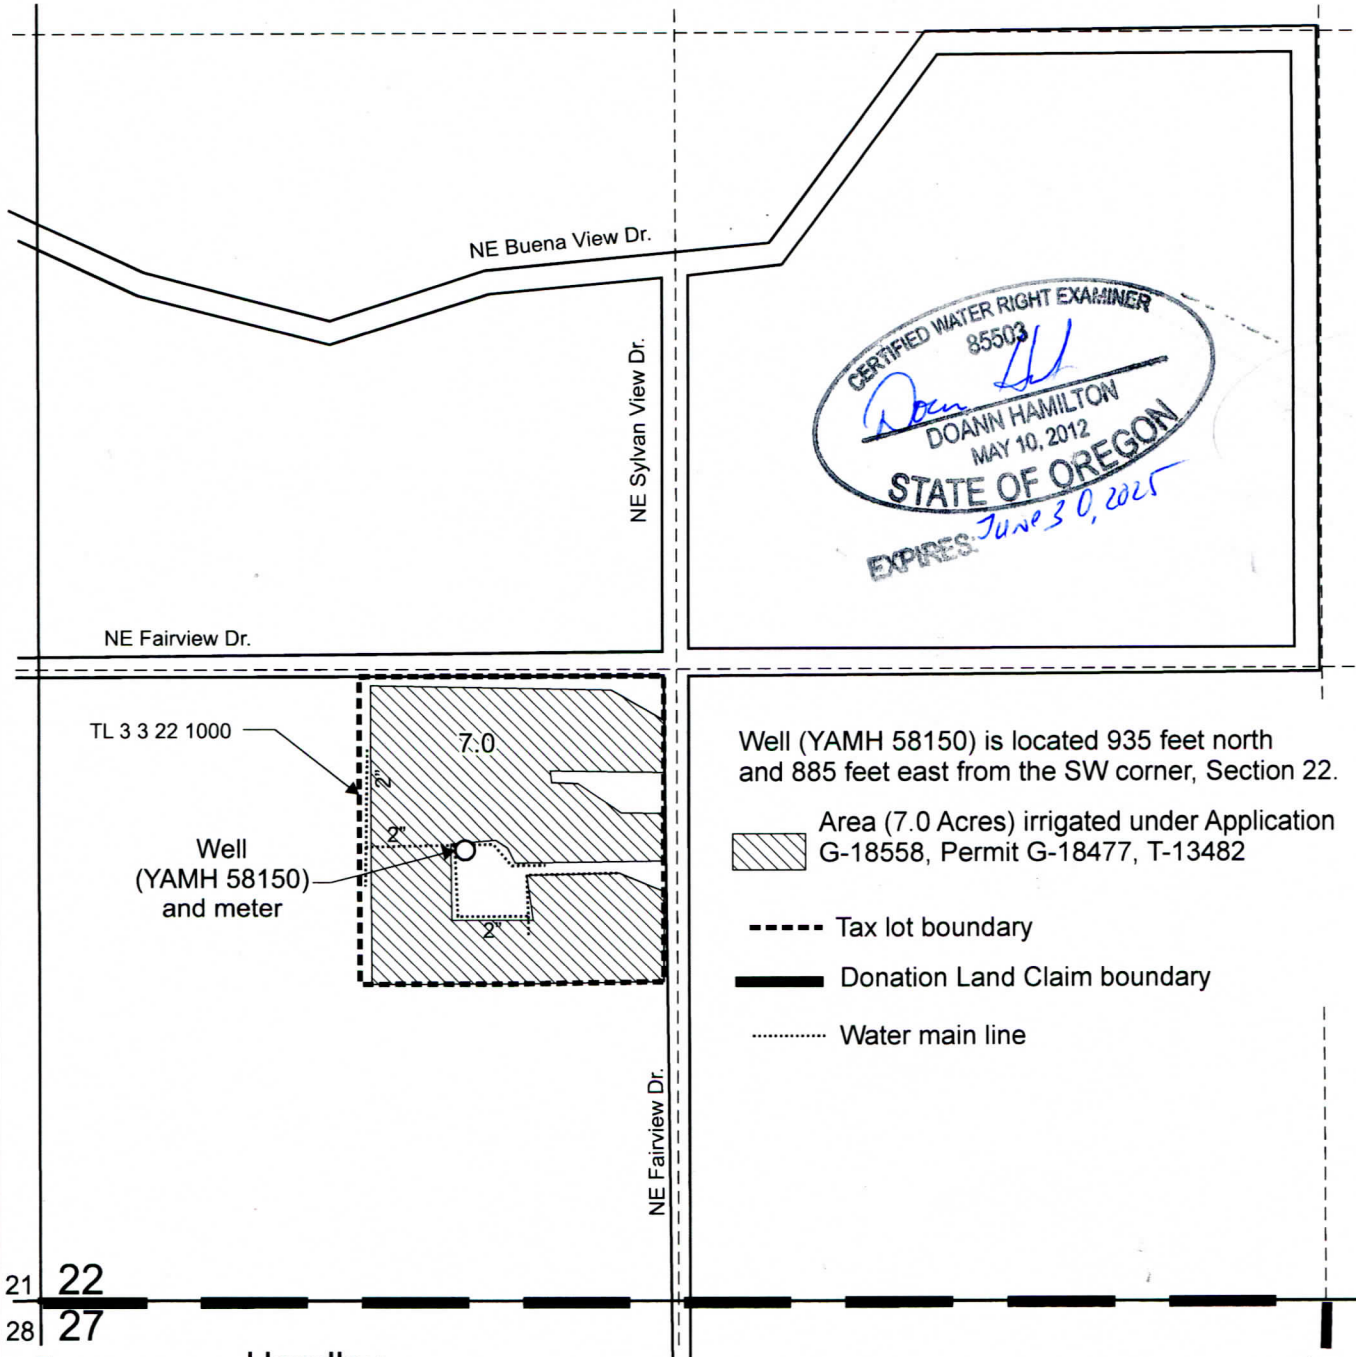 NE Buena View Dr.
NE Sylvan View Dr.
CERTIFIED WATER RIGHT EXAMINER
85503
DOANN HAMILTON
MAY 10, 2012
STATE OF OREGON
EXPIRES: June 30, 2025
NE Fairview Dr.
TL 3 3 22 1000
7.0
2"
2"
Well
(YAMH 58150)
and meter
2"
Well (YAMH 58150) is located 935 feet north
and 885 feet east from the SW corner, Section 22.
Area (7.0 Acres) irrigated under Application
G-18558, Permit G-18477, T-13482
Tax lot boundary
Donation Land Claim boundary
Water main line
NE Fairview Dr.
21 22
28 27